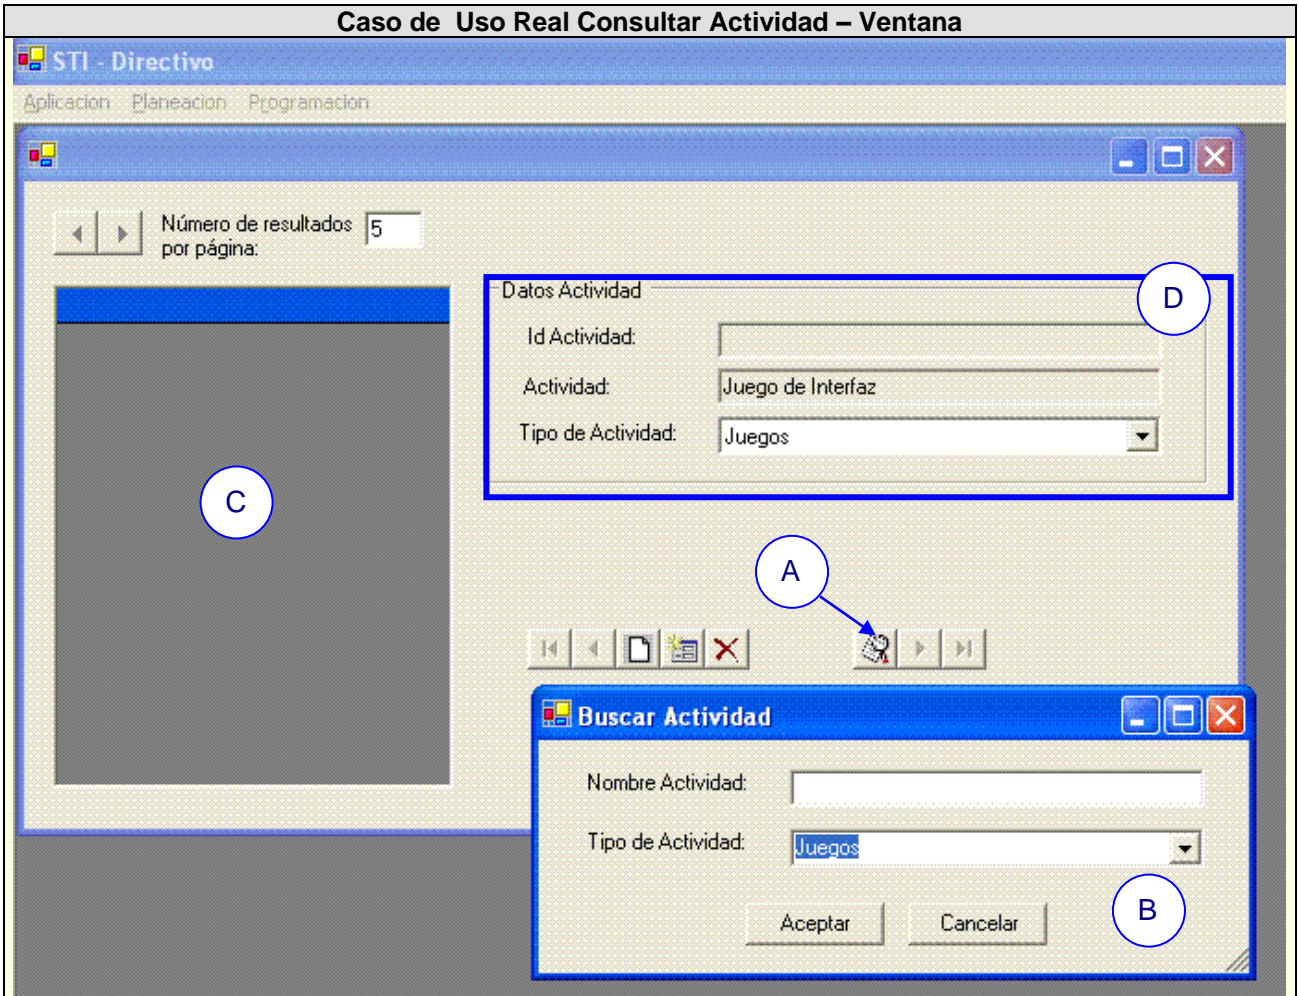 Caso de Uso Real Consultar Actividad – Ventana
STI - Directivo
Aplicacion Planeacion Programacion
Número de resultados
por página:
5
Datos Actividad
D
Id Actividad:
Actividad: Juego de Interfaz
Tipo de Actividad: Juegos
C
A
Buscar Actividad
Nombre Actividad:
Tipo de Actividad: Juegos
B
Aceptar Cancelar